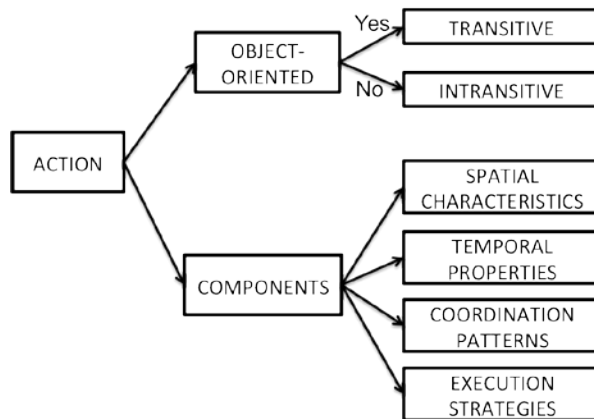 Yes
TRANSITIVE
OBJECT-
ORIENTED
No
INTRANSITIVE
ACTION
SPATIAL
CHARACTERISTICS
TEMPORAL
PROPERTIES
COMPONENTS
COORDINATION
PATTERNS
EXECUTION
STRATEGIES